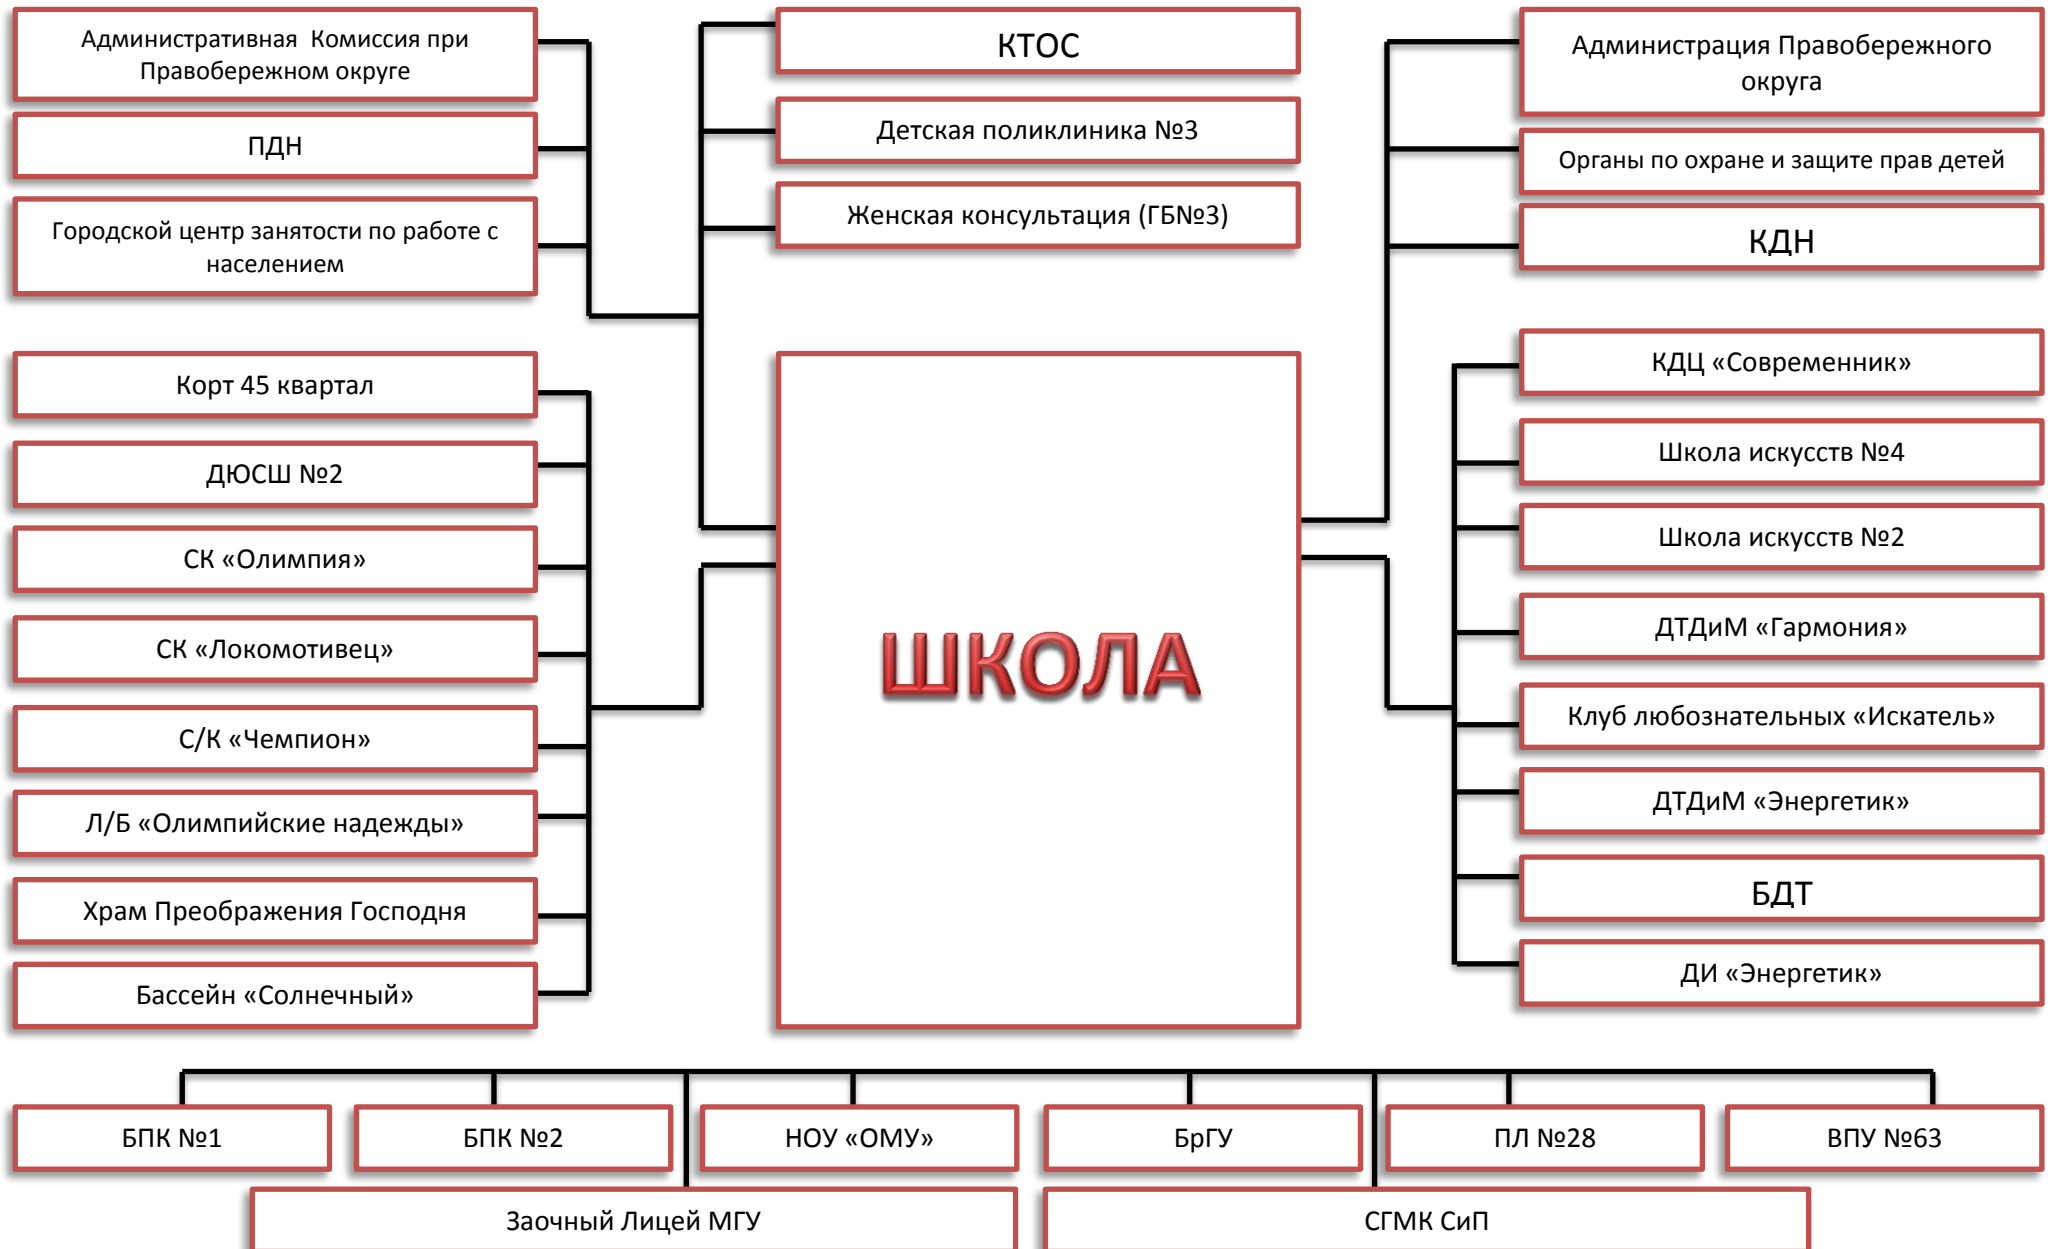 Административная Комиссия при
Правобережном округе
ПДН
Городской центр занятости по работе с
населением
КТОС
Детская поликлиника №3
Женская консультация (ГБ№3)
Администрация Правобережного
округа
Органы по охране и защите прав детей
КДН
Корт 45 квартал
ДЮСШ №2
СК «Олимпия»
СК «Локомотивец»
С/К «Чемпион»
Л/Б «Олимпийские надежды»
Храм Преображения Господня
Бассейн «Солнечный»
ШКОЛА
КДЦ «Современник»
Школа искусств №4
Школа искусств №2
ДТДиМ «Гармония»
Клуб любознательных «Искатель»
ДТДиМ «Энергетик»
БДТ
ДИ «Энергетик»
БПК №1
БПК №2
НОУ «ОМУ»
БрГУ
ПЛ №28
ВПУ №63
Заочный Лицей МГУ
СГМК СиП